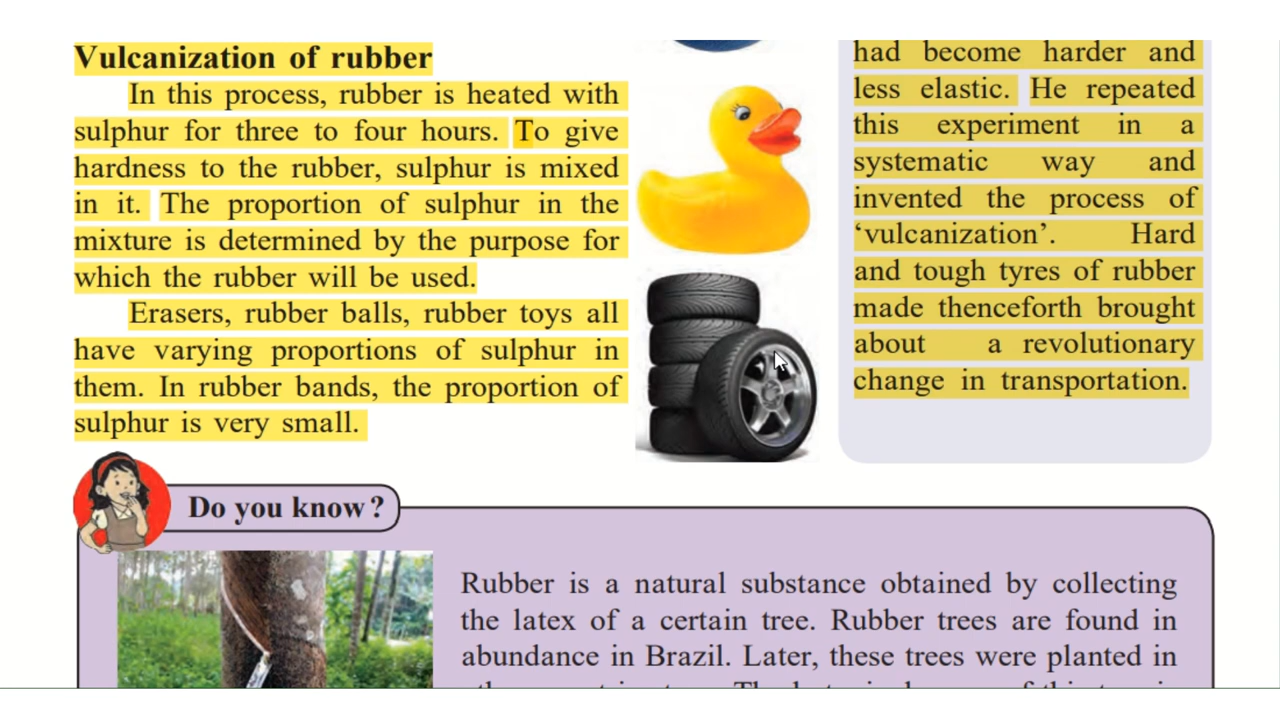 Vulcanization of rubber
In this process, rubber is heated with
sulphur for three to four hours. To give
hardness to the rubber, sulphur is mixed
in it. The proportion of sulphur in the
mixture is determined by the purpose for
which the rubber will be used.
Erasers, rubber balls, rubber toys all
have varying proportions of sulphur in
them. In rubber bands, the proportion of
sulphur is very small.
had become harder and
less elastic. He repeated
this experiment in a
systematic way and
invented the process of
‘vulcanization’. Hard
and tough tyres of rubber
made thenceforth brought
about a revolutionary
change in transportation.
Do you know?
Rubber is a natural substance obtained by collecting
the latex of a certain tree. Rubber trees are found in
abundance in Brazil. Later, these trees were planted in